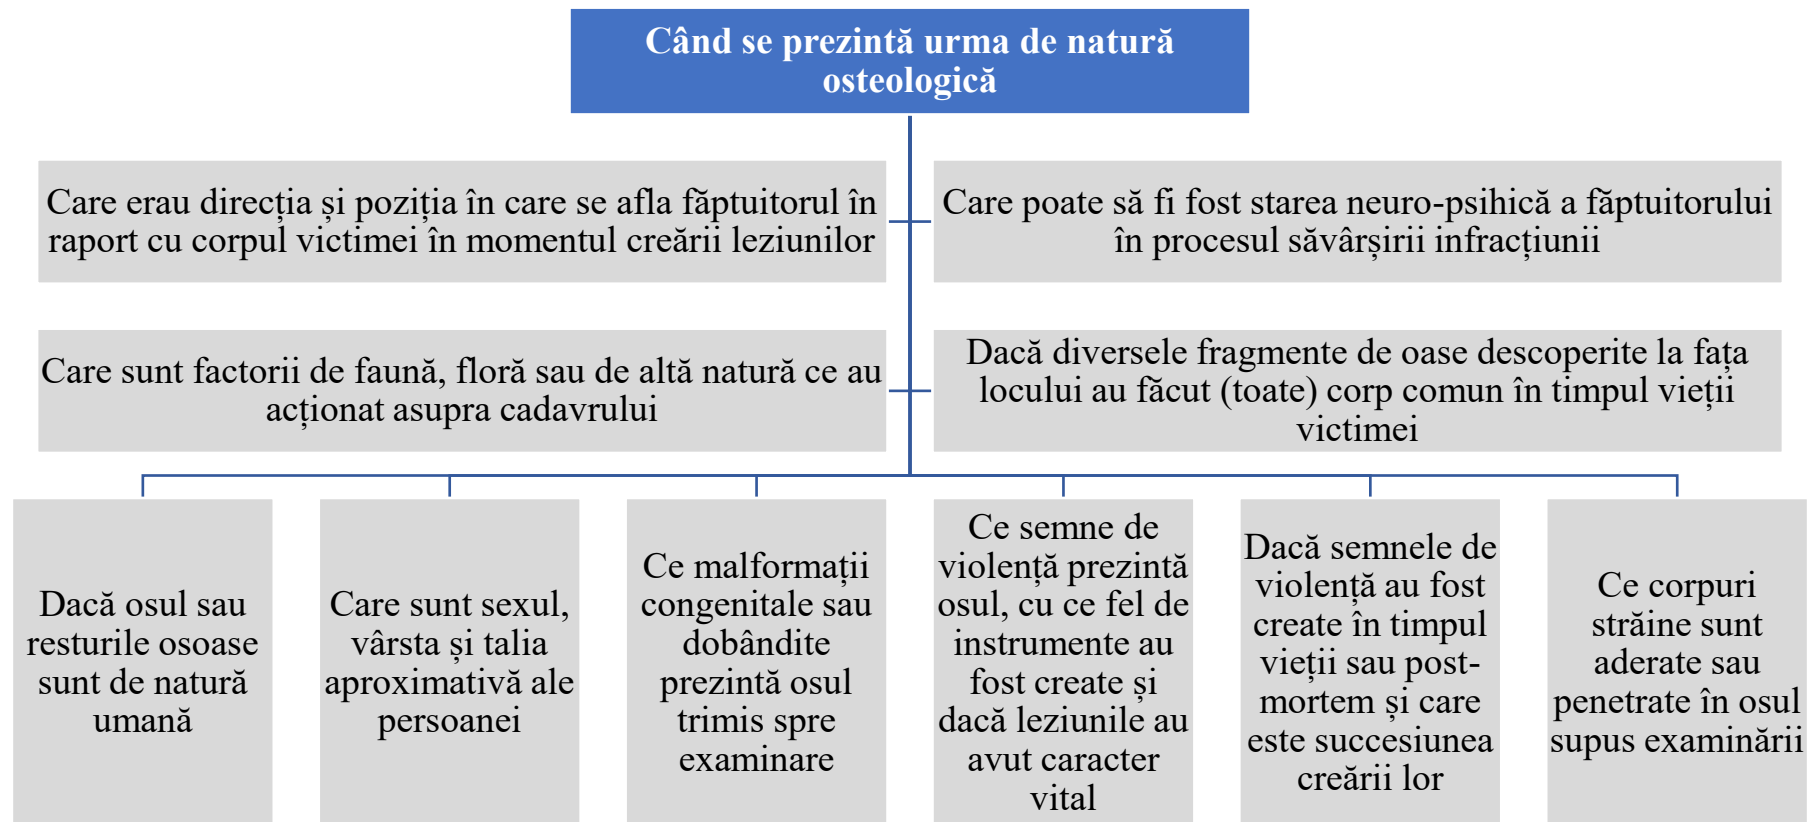 Când se prezintă urma de natură
osteologică
Care erau direcția și poziția în care se afla făptuitorul în
raport cu corpul victimei în momentul creării leziunilor
Care poate să fi fost starea neuro-psihică a făptuitorului
în procesul săvârșirii infracțiunii
Care sunt factorii de faună, floră sau de altă natură ce au
acționat asupra cadavrului
Dacă diversele fragmente de oase descoperite la fața
locului au făcut (toate) corp comun în timpul vieții
victimei
Dacă osul sau
resturile osoase
sunt de natură
umană
Care sunt sexul,
vârsta și talia
aproximativă ale
persoanei
Ce malformații
congenitale sau
dobândite
prezintă osul
trimis spre
examinare
Ce semne de
violență prezintă
osul, cu ce fel de
instrumente au
fost create și
dacă leziunile au
avut caracter
vital
Dacă semnele de
violență au fost
create în timpul
vieții sau post-
mortem și care
este succesiunea
creării lor
Ce corpuri
străine sunt
aderate sau
penetrate în osul
supus examinării